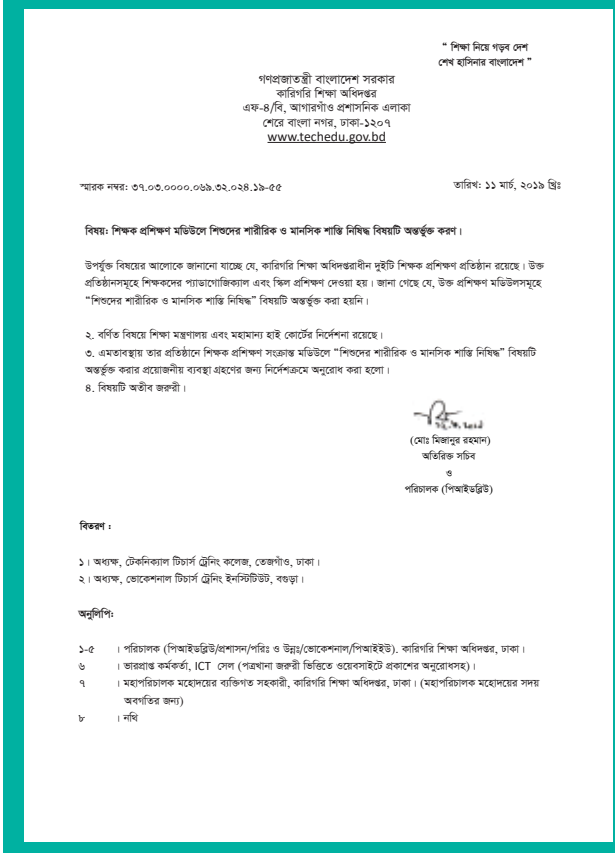 “ শিক্ষা নিয়ে গড়ব দেশ
শেখ হাসিনার বাংলাদেশ ”
গণপ্রজাতন্ত্রী বাংলাদেশ সরকার
কারিগরি শিক্ষা অধিদপ্তর
এফ-৪/বি, আগারগাঁও প্রশাসনিক এলাকা
শেরে বাংলা নগর, ঢাকা-১২০৭
www.techedu.gov.bd
স্মারক নম্বর: ৩৭.০৩.০০০০.০৬৯.৩২.০২৪.১৯-৫৫
তারিখ: ১১ মার্চ, ২০১৯ খ্রিঃ
বিষয়: শিক্ষক প্রশিক্ষণ মডিউলে শিশুদের শারীরিক ও মানসিক শাস্তি নিষিদ্ধ বিষয়টি অন্তর্ভুক্ত করণ।
উপর্যুক্ত বিষয়ের আলোকে জানানো যাচ্ছে যে, কারিগরি শিক্ষা অধিদপ্তরাধীন দুইটি শিক্ষক প্রশিক্ষণ প্রতিষ্ঠান রয়েছে। উক্ত
প্রতিষ্ঠানসমূহে শিক্ষকদের প্যাডাগোজিক্যাল এবং স্কিল প্রশিক্ষণ দেওয়া হয়। জানা গেছে যে, উক্ত প্রশিক্ষণ মডিউলসমূহে
“শিশুদের শারীরিক ও মানসিক শাস্তি নিষিদ্ধ” বিষয়টি অন্তর্ভুক্ত করা হয়নি।
২. বর্ণিত বিষয়ে শিক্ষা মন্ত্রণালয় এবং মহামান্য হাই কোর্টের নির্দেশনা রয়েছে।
৩. এমতাবস্থায় তার প্রতিষ্ঠানে শিক্ষক প্রশিক্ষণ সংক্রান্ত মডিউলে “শিশুদের শারীরিক ও মানসিক শাস্তি নিষিদ্ধ” বিষয়টি
অন্তর্ভুক্ত করার প্রয়োজনীয় ব্যবস্থা গ্রহণের জন্য নির্দেশক্রমে অনুরোধ করা হলো।
৪. বিষয়টি অতীব জরুরী।
(মোঃ মিজানুর রহমান)
অতিরিক্ত সচিব
ও
পরিচালক (পিআইডব্লিউ)
বিতরণ :
১। অধ্যক্ষ, টেকনিক্যাল টিচার্স ট্রেনিং কলেজ, তেজগাঁও, ঢাকা।
২। অধ্যক্ষ, ভোকেশনাল টিচার্স ট্রেনিং ইনস্টিটিউট, বগুড়া।
অনুলিপি:
১-৫ । পরিচালক (পিআইডব্লিউ/প্রশাসন/পরিঃ ও উন্নঃ/ভোকেশনাল/পিআইইউ). কারিগরি শিক্ষা অধিদপ্তর, ঢাকা।
৬ । ভারপ্রাপ্ত কর্মকর্তা, ICT সেল (পত্রখানা জরুরী ভিত্তিতে ওয়েবসাইটে প্রকাশের অনুরোধসহ)।
৭ । মহাপরিচালক মহোদয়ের ব্যক্তিগত সহকারী, কারিগরি শিক্ষা অধিদপ্তর, ঢাকা। (মহাপরিচালক মহোদয়ের সদয়
অবগতির জন্য)
৮ । নথি